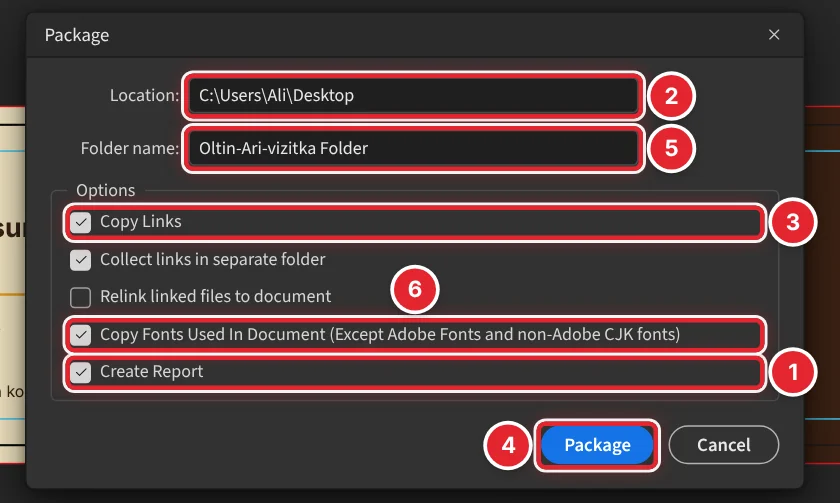 Package
Location: C:\Users\Ali\Desktop 2
Folder name: Oltin-Ari-vizitka Folder 5
Options
Copy Links 3
Collect links in separate folder
6
Relink linked files to document
Copy Fonts Used In Document (Except Adobe Fonts and non-Adobe CJK fonts)
Create Report 1
4 Package Cancel